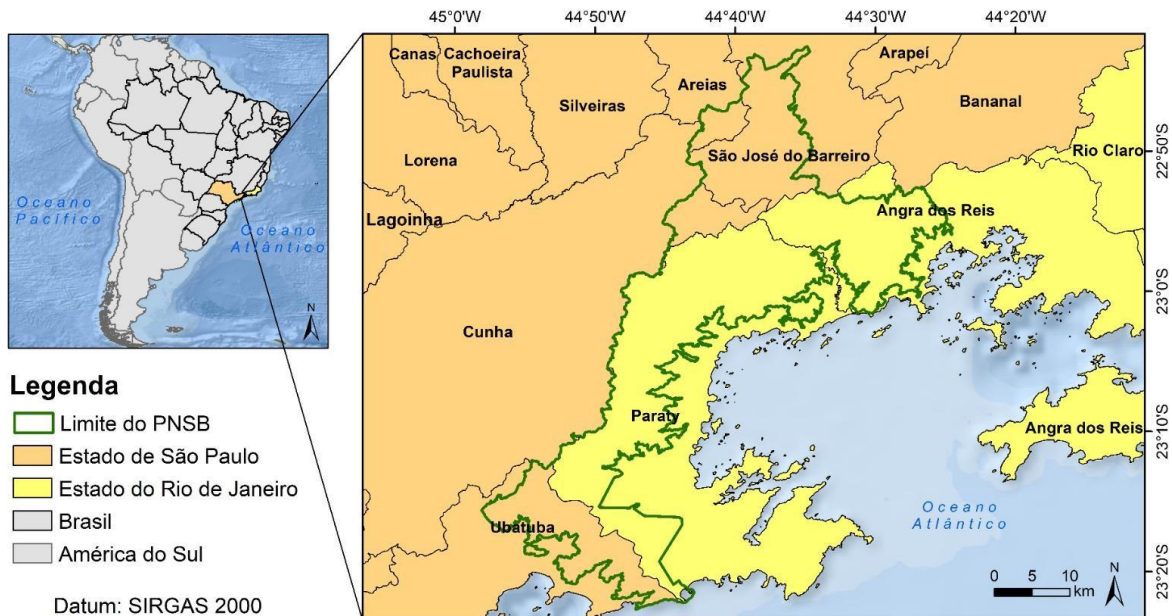 45°0'W 44°50'W 44°40'W 44°30'W 44°20'W
Canas
Cachoeira
Paulista
Silveiras
Areias
Arapeí
Bananal
Lorena
São José do Barreiro
Rio Claro
22°50'S
Lagoinha
Angra dos Reis
Oceano
Pacífico
Oceano
Atlântico
N
23°0'S
Cunha
Legenda
Limite do PNSB
Estado de São Paulo
Estado do Rio de Janeiro
Brasil
América do Sul
Datum: SIRGAS 2000
Paraty
Angra dos Reis
23°10'S
Ubatuba
Oceano
Atlântico
N
0 5 10
km
23°20'S